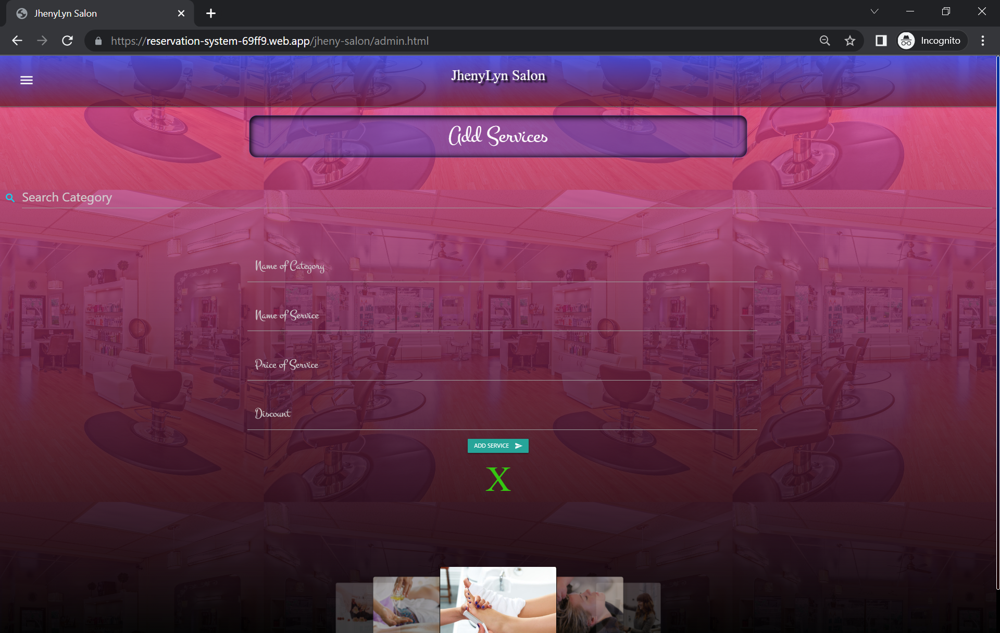 JhenyLyn Salon
https://reservation-system-69ff9.web.app/jheny-salon/admin.html
Incognito
JhenyLyn Salon
Add Services
Search Category
Name of Category
Name of Service
Price of Service
Discount
ADD SERVICE
X